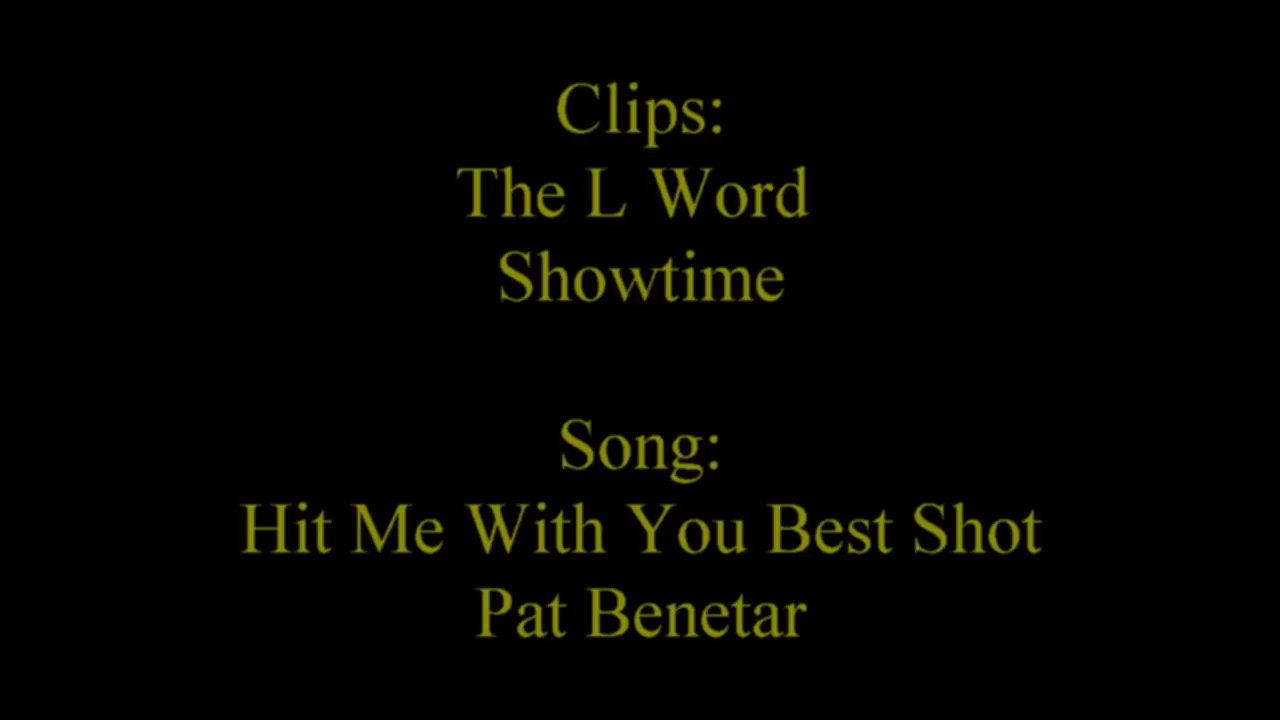 Clips:
The L Word
Showtime
Song:
Hit Me With You Best Shot
Pat Benetar